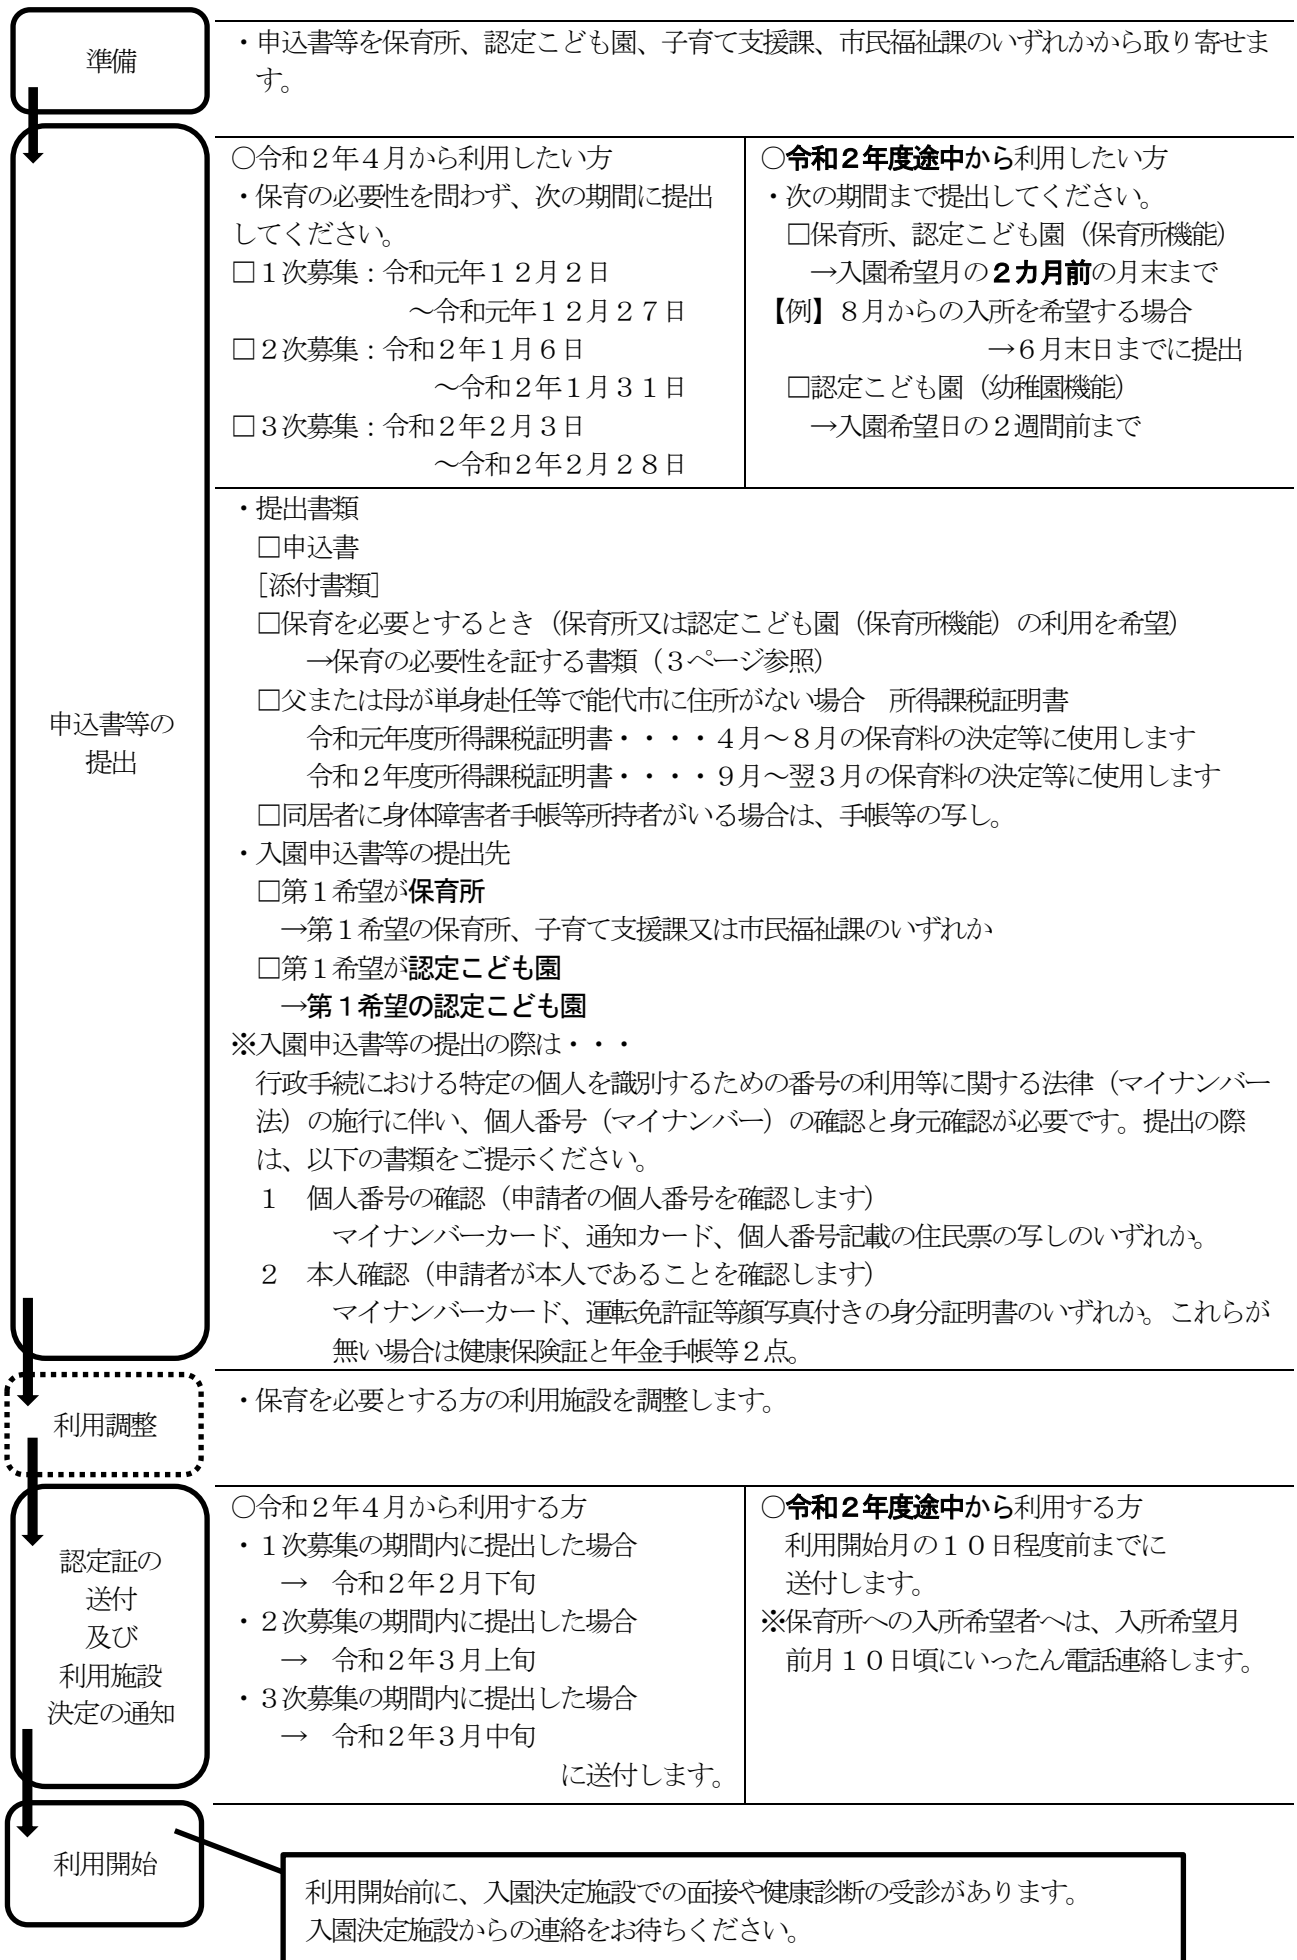 準備
・申込書等を保育所、認定こども園、子育て支援課、市民福祉課のいずれかから取り寄せま
す。
申込書等の
提出
○令和２年４月から利用したい方
・保育の必要性を問わず、次の期間に提出
してください。
□１次募集：令和元年１２月２日
～令和元年１２月２７日
□２次募集：令和２年１月６日
～令和２年１月３１日
□３次募集：令和２年２月３日
～令和２年２月２８日
○令和２年度途中から利用したい方
・次の期間まで提出してください。
□保育所、認定こども園（保育所機能）
→入園希望月の２カ月前の月末まで
【例】８月からの入所を希望する場合
→６月末日までに提出
□認定こども園（幼稚園機能）
→入園希望日の２週間前まで
・提出書類
□申込書
［添付書類］
□保育を必要とするとき（保育所又は認定こども園（保育所機能）の利用を希望）
→保育の必要性を証する書類（３ページ参照）
□父または母が単身赴任等で能代市に住所がない場合　所得課税証明書
令和元年度所得課税証明書・・・・４月～８月の保育料の決定等に使用します
令和２年度所得課税証明書・・・・９月～翌３月の保育料の決定等に使用します
□同居者に身体障害者手帳等所持者がいる場合は、手帳等の写し。
・入園申込書等の提出先
□第１希望が保育所
→第１希望の保育所、子育て支援課又は市民福祉課のいずれか
□第１希望が認定こども園
→第１希望の認定こども園
※入園申込書等の提出の際は・・・
行政手続における特定の個人を識別するための番号の利用等に関する法律（マイナンバー
法）の施行に伴い、個人番号（マイナンバー）の確認と身元確認が必要です。提出の際
は、以下の書類をご提示ください。
１　個人番号の確認（申請者の個人番号を確認します）
マイナンバーカード、通知カード、個人番号記載の住民票の写しのいずれか。
２　本人確認（申請者が本人であることを確認します）
マイナンバーカード、運転免許証等顔写真付きの身分証明書のいずれか。これらが
無い場合は健康保険証と年金手帳等２点。
利用調整
・保育を必要とする方の利用施設を調整します。
認定証の
送付
及び
利用施設
決定の通知
○令和２年４月から利用する方
・１次募集の期間内に提出した場合
→　令和２年２月下旬
・２次募集の期間内に提出した場合
→　令和２年３月上旬
・３次募集の期間内に提出した場合
→　令和２年３月中旬
に送付します。
○令和２年度途中から利用する方
利用開始月の１０日程度前までに
送付します。
※保育所への入所希望者へは、入所希望月
前月１０日頃にいったん電話連絡します。
利用開始
利用開始前に、入園決定施設での面接や健康診断の受診があります。
入園決定施設からの連絡をお待ちください。